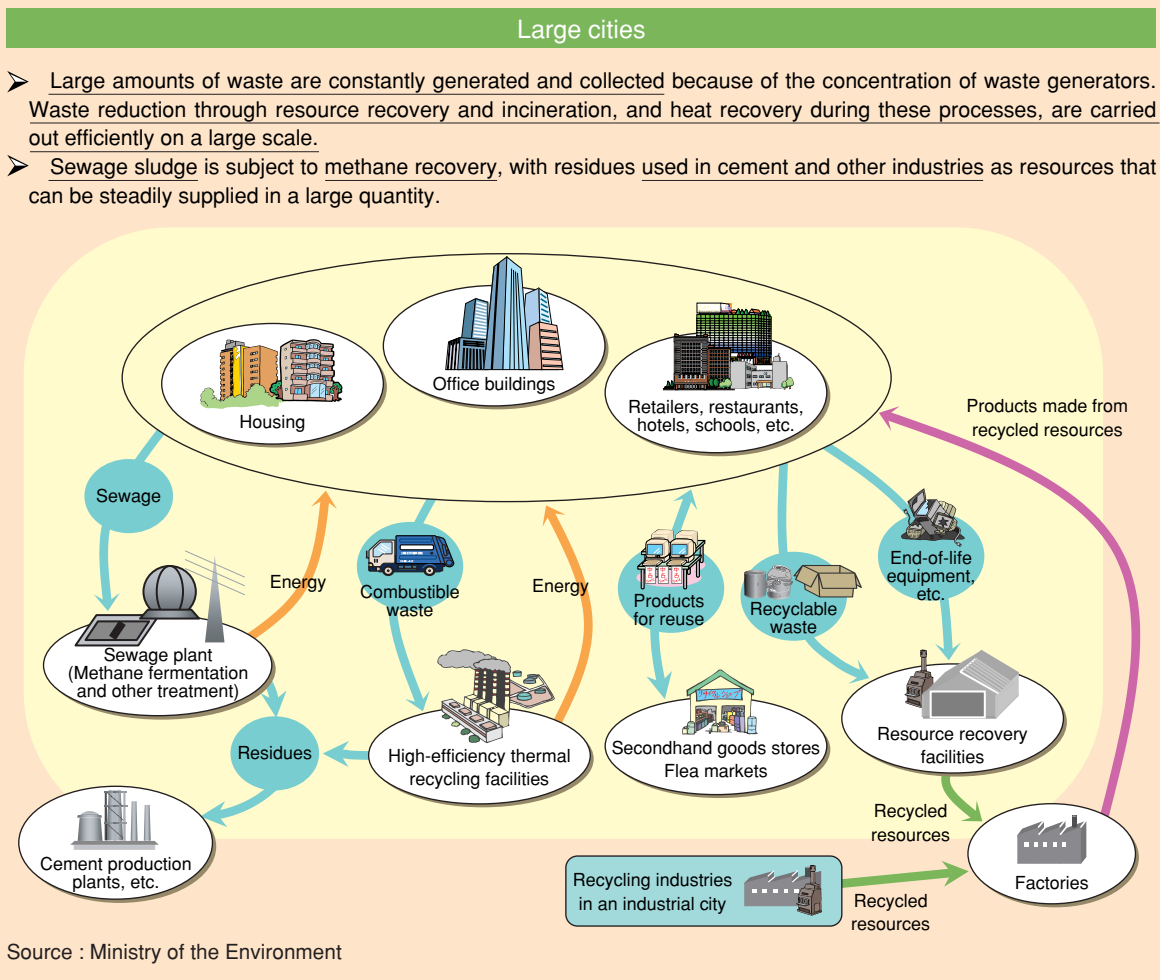 Large cities
➢ Large amounts of waste are constantly generated and collected because of the concentration of waste generators.
Waste reduction through resource recovery and incineration, and heat recovery during these processes, are carried
out efficiently on a large scale.
➢ Sewage sludge is subject to methane recovery, with residues used in cement and other industries as resources that
can be steadily supplied in a large quantity.
Office buildings
Housing
Retailers, restaurants,
hotels, schools, etc.
Products made from
recycled resources
Sewage
Energy
Combustible
waste
Energy
Products
for reuse
Recyclable
waste
End-of-life
equipment,
etc.
Sewage plant
(Methane fermentation
and other treatment)
Residues
High-efficiency thermal
recycling facilities
Secondhand goods stores
Flea markets
Resource recovery
facilities
Recycled
resources
Cement production
plants, etc.
Recycling industries
in an industrial city
Recycled
resources
Factories
Source : Ministry of the Environment